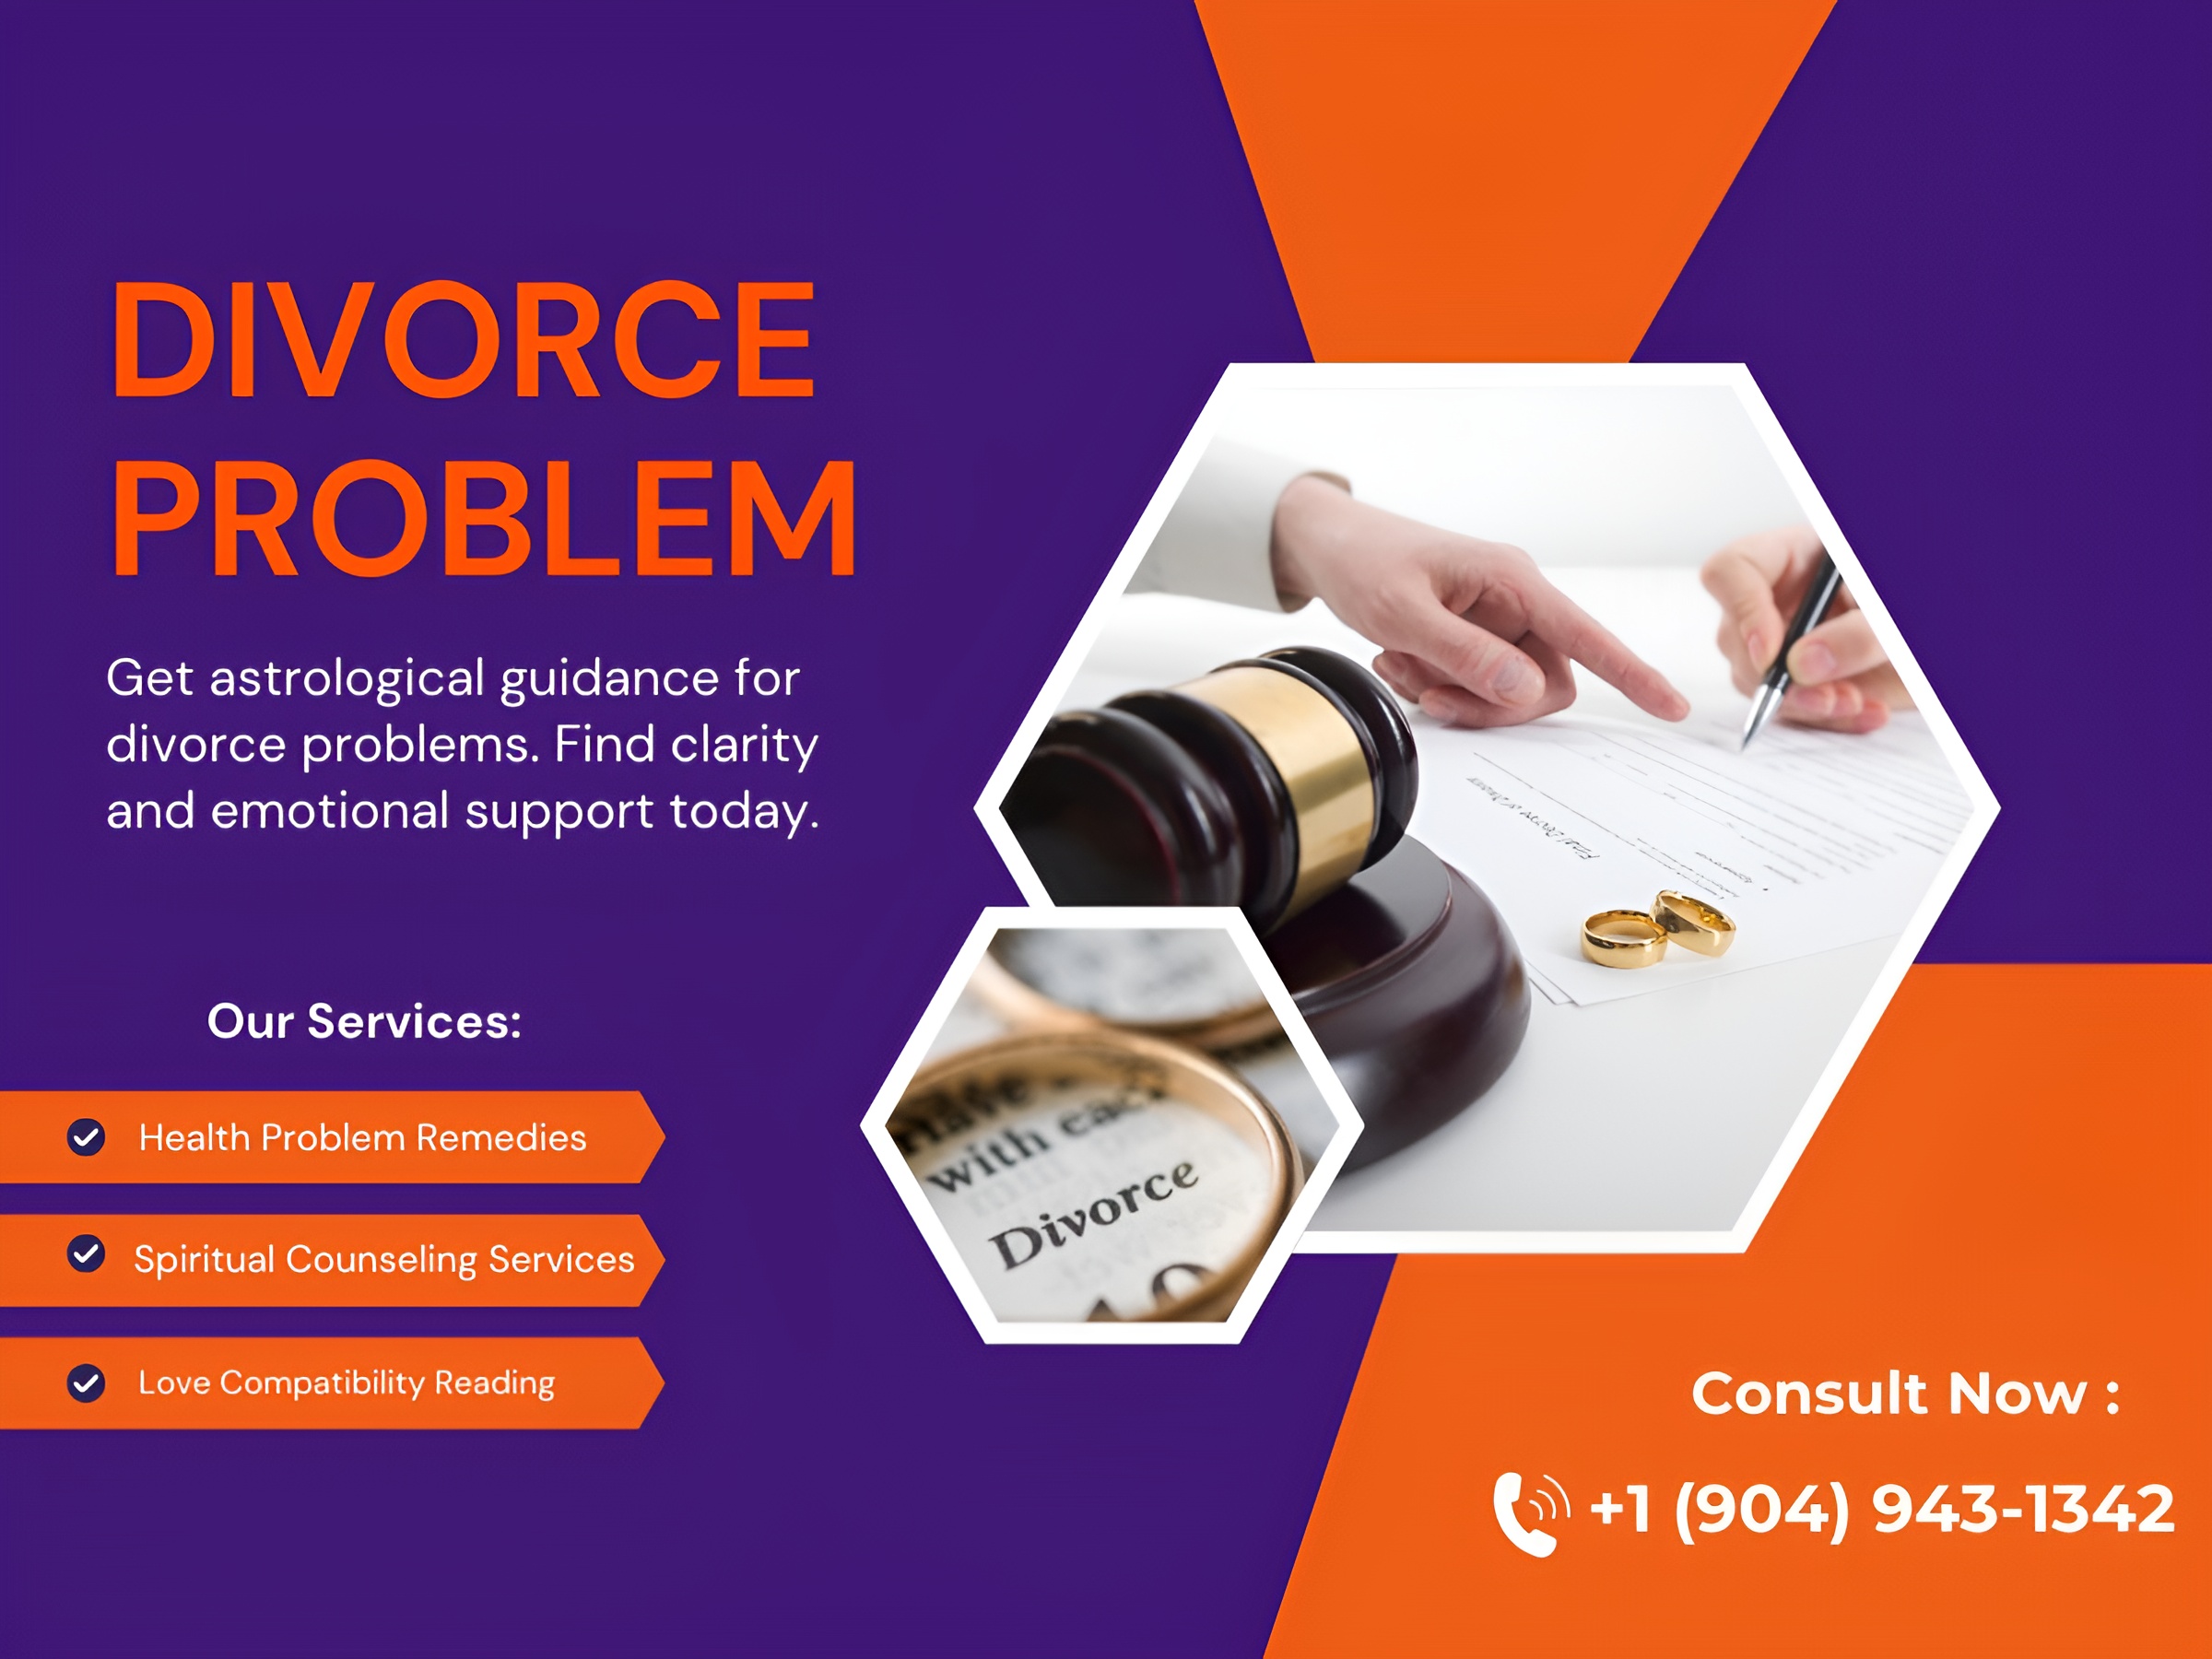 DIVORCE
PROBLEM
Get astrological guidance for
divorce problems. Find clarity
and emotional support today.
Our Services:
Health Problem Remedies
Spiritual Counseling Services
Love Compatibility Reading
with each
Divorce
Consult Now :
+1 (904) 943-1342